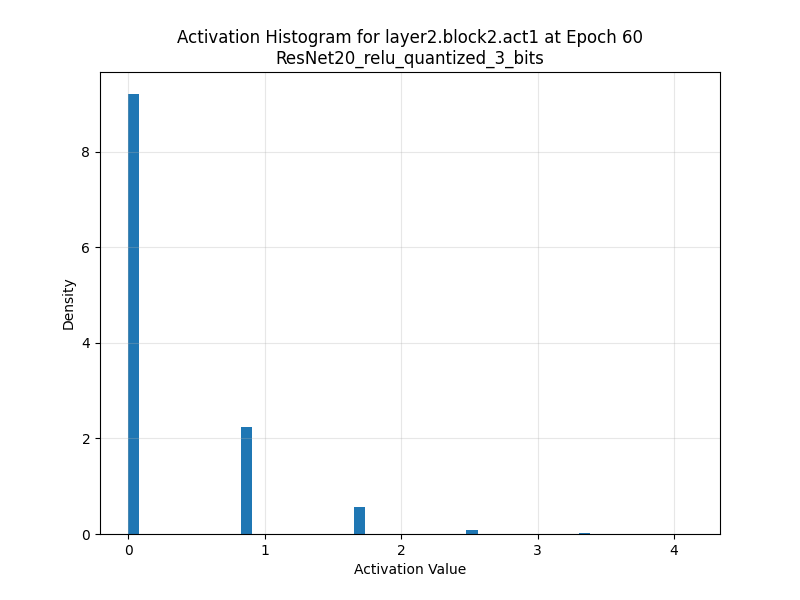 Activation Histogram for layer2.block2.act1 at Epoch 60
ResNet20_relu_quantized_3_bits
8
6
4
2
0
Density
0 1 2 3 4
Activation Value